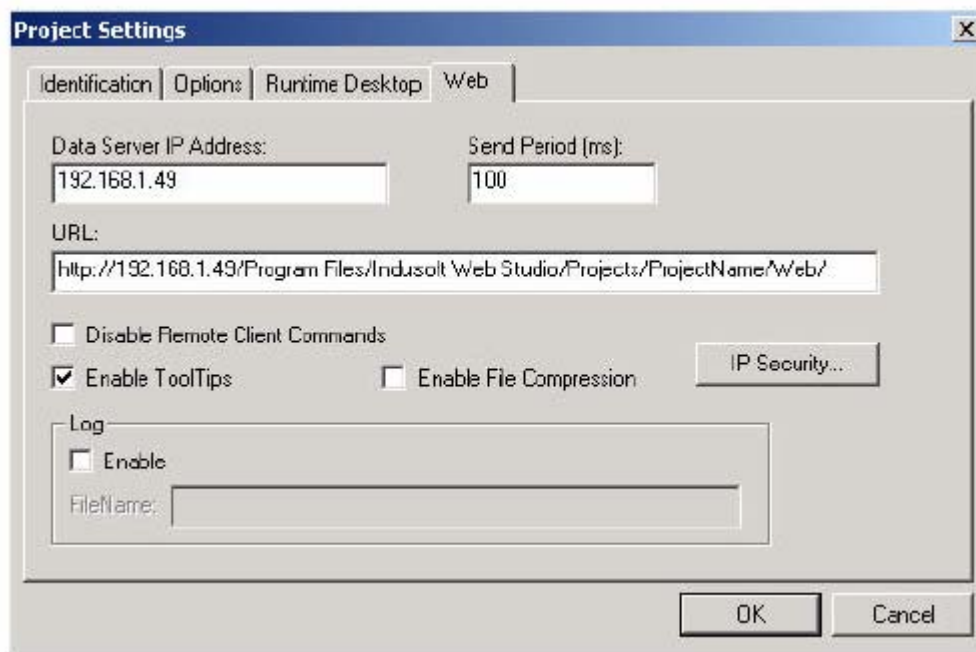 Project Settings
Identification Options Runtime Desktop Web
Data Server IP Address: Send Period (ms):
192.168.1.49 100
URL:
http://192.168.1.49/Program Files/Indusoft Web Studio/Projects/ProjectName/Web/
Disable Remote Client Commands
Enable ToolTips Enable File Compression IP Security...
Log
Enable
FileName:
OK Cancel